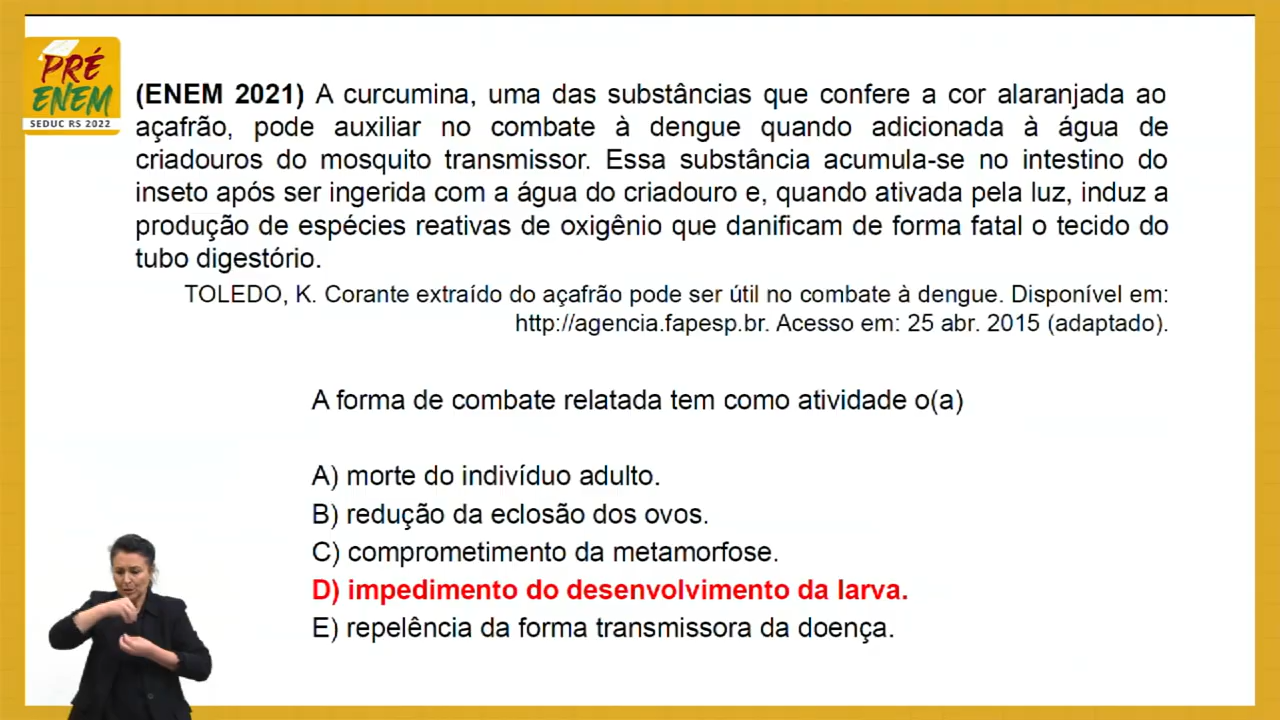 PRÉ
ENEM
SEDUC RS 2022
(ENEM 2021) A curcumina, uma das substâncias que confere a cor alaranjada ao
açafrão, pode auxiliar no combate à dengue quando adicionada à água de
criadouros do mosquito transmissor. Essa substância acumula-se no intestino do
inseto após ser ingerida com a água do criadouro e, quando ativada pela luz, induz a
produção de espécies reativas de oxigênio que danificam de forma fatal o tecido do
tubo digestório.
TOLEDO, K. Corante extraído do açafrão pode ser útil no combate à dengue. Disponível em:
http://agencia.fapesp.br. Acesso em: 25 abr. 2015 (adaptado).
A forma de combate relatada tem como atividade o(a)
A) morte do indivíduo adulto.
B) redução da eclosão dos ovos.
C) comprometimento da metamorfose.
D) impedimento do desenvolvimento da larva.
E) repelência da forma transmissora da doença.